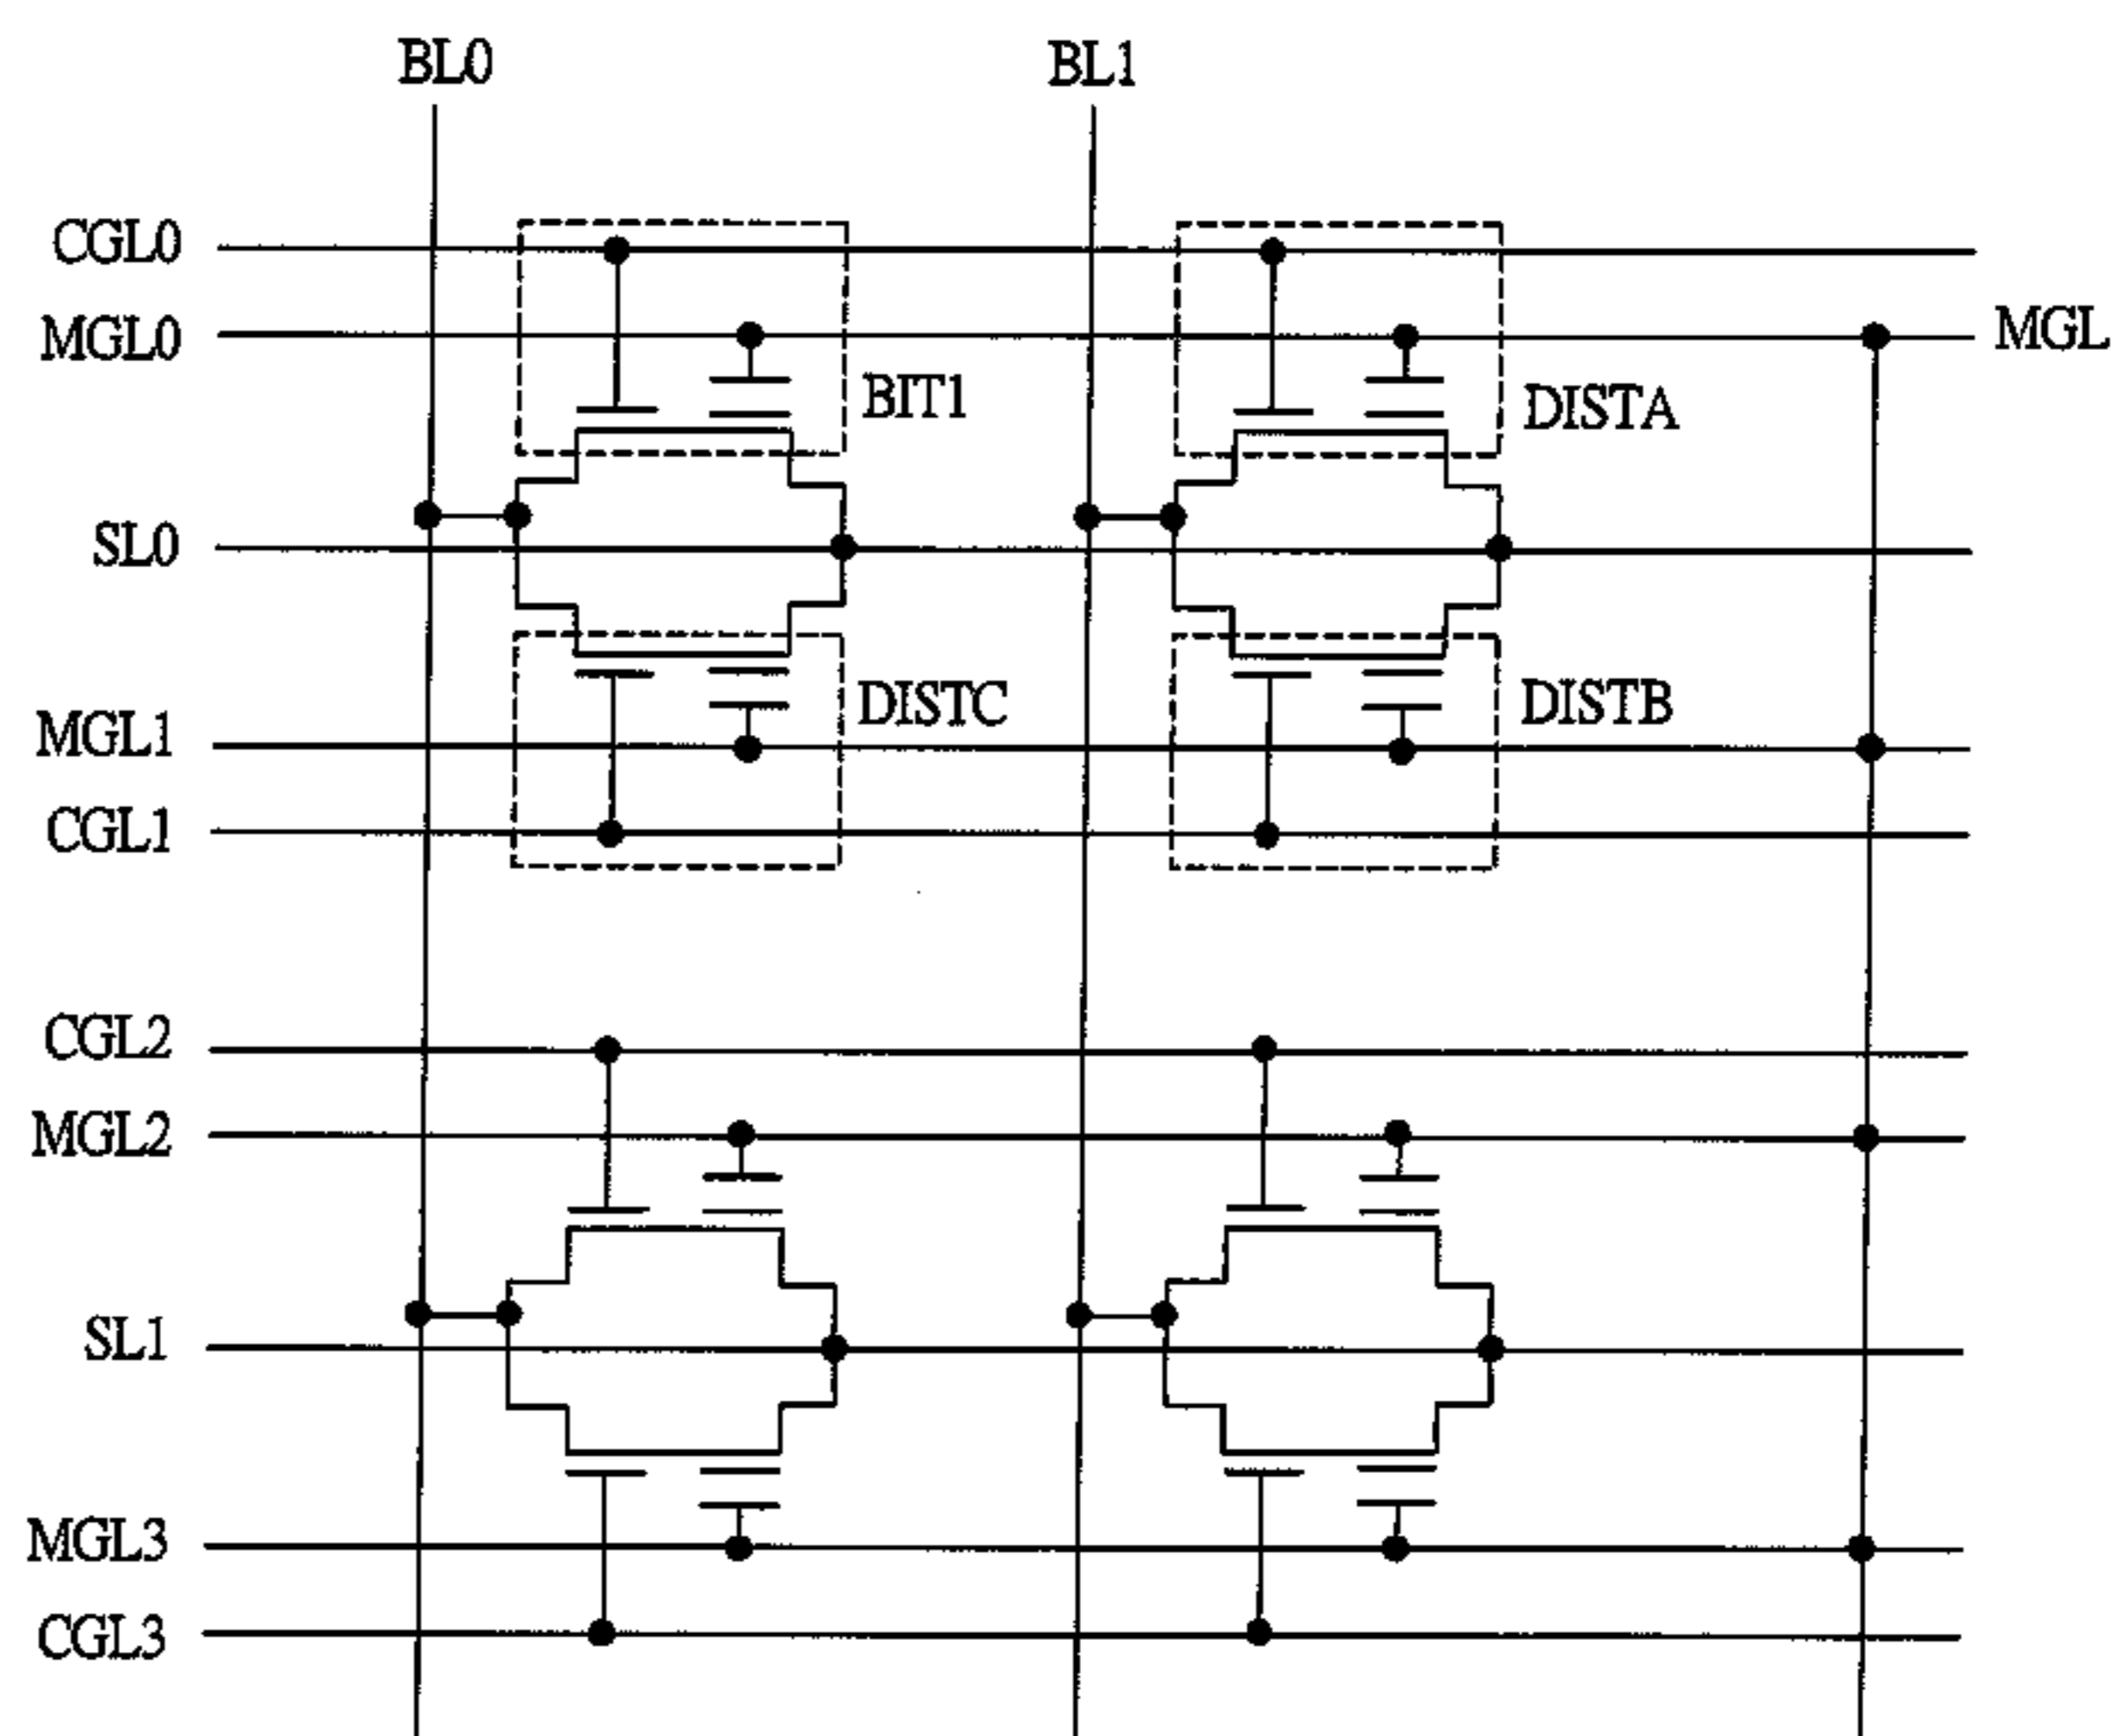 BL0 BL1
CGL0
MGL0 MGL
BIT1 DISTA
SL0
DISTC DISTB
MGL1
CGL1
CGL2
MGL2
SL1
MGL3
CGL3